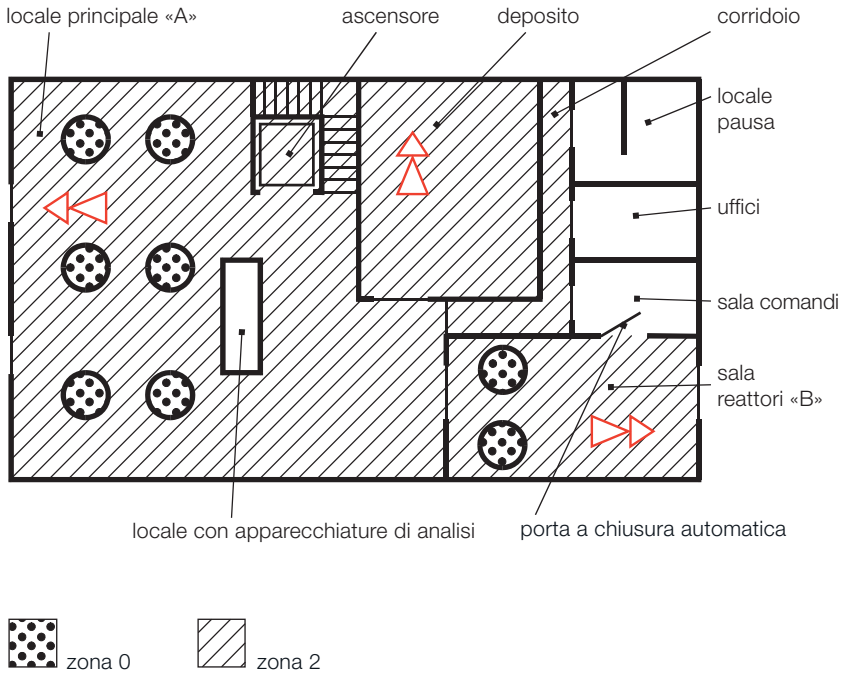 locale principale «A»
ascensore
deposito
corridoio
locale
pausa
uffici
sala comandi
sala
reattori «B»
locale con apparecchiature di analisi
porta a chiusura automatica
zona 0
zona 2